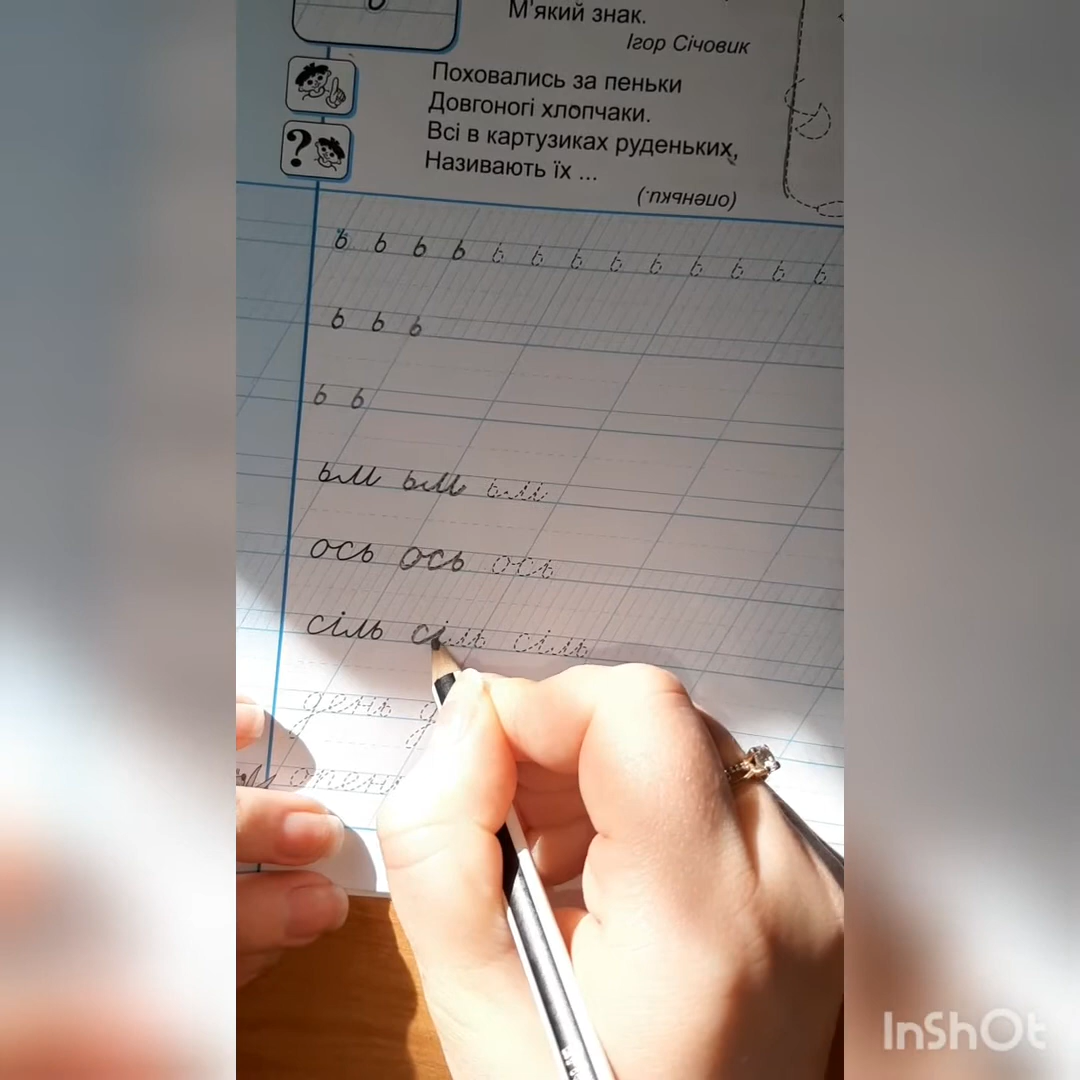 М'який знак.
Ігор Січовик
Поховались за пеньки
Довгоногі хлопчаки.
Всі в картузиках руденьких,
Називають їх ...
(опеньки.)
?
ь ь ь ь ь ь ь ь ь ь ь ь ь
ь ь ь
ь ь
ьм ьм ьм
ось ось ось
сіль сіль сіль
день
InShOt